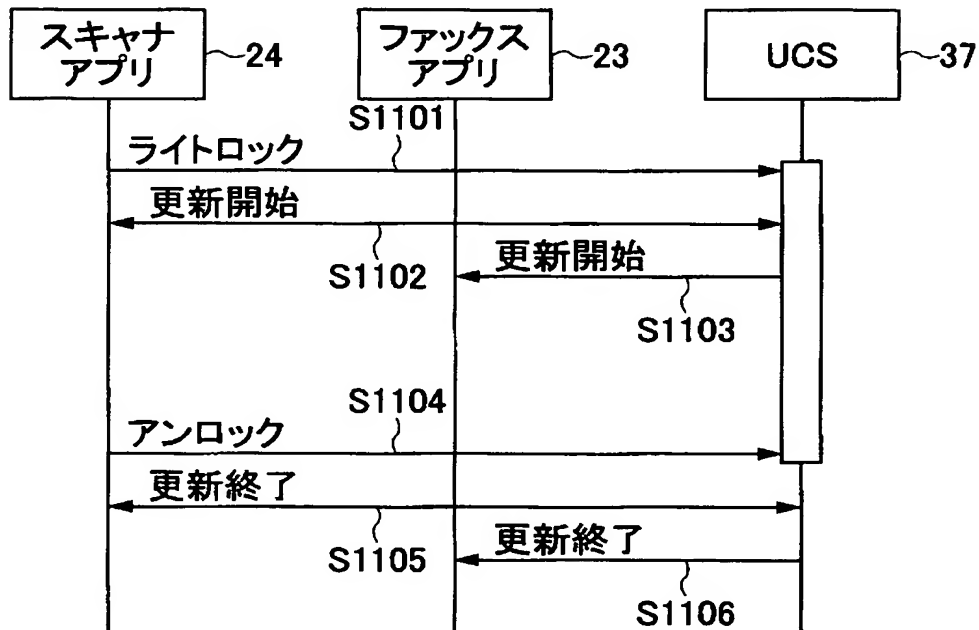 スキャナ
アプリ
24
ファックス
アプリ
23
UCS
37
S1101
ライトロック
更新開始
S1102
更新開始
S1103
S1104
アンロック
更新終了
S1105
更新終了
S1106